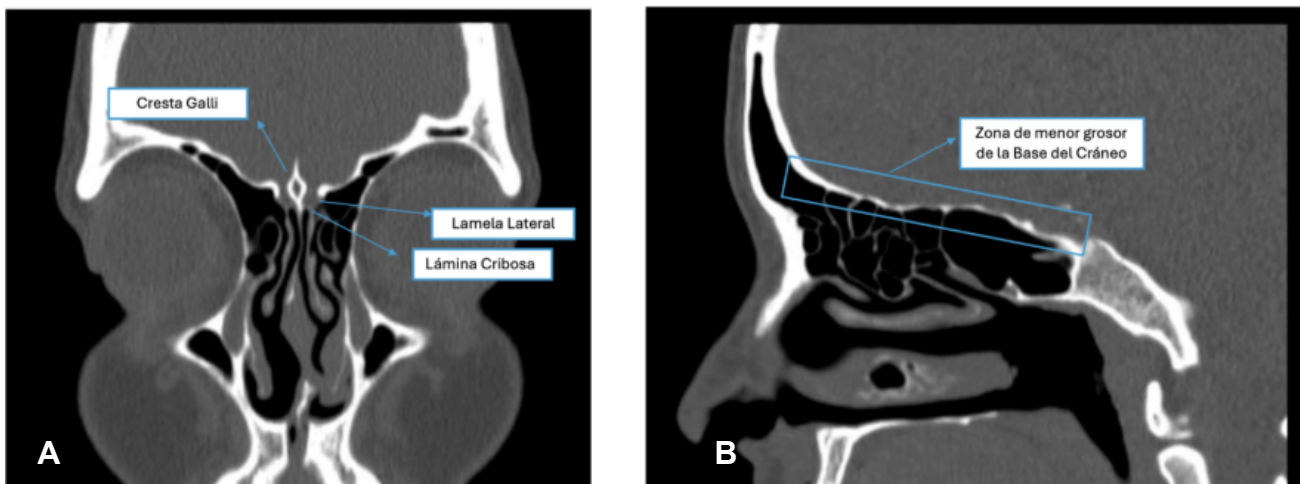 Cresta Galli
Lamela Lateral
Lámina Cribosa
A
Zona de menor grosor
de la Base del Cráneo
B